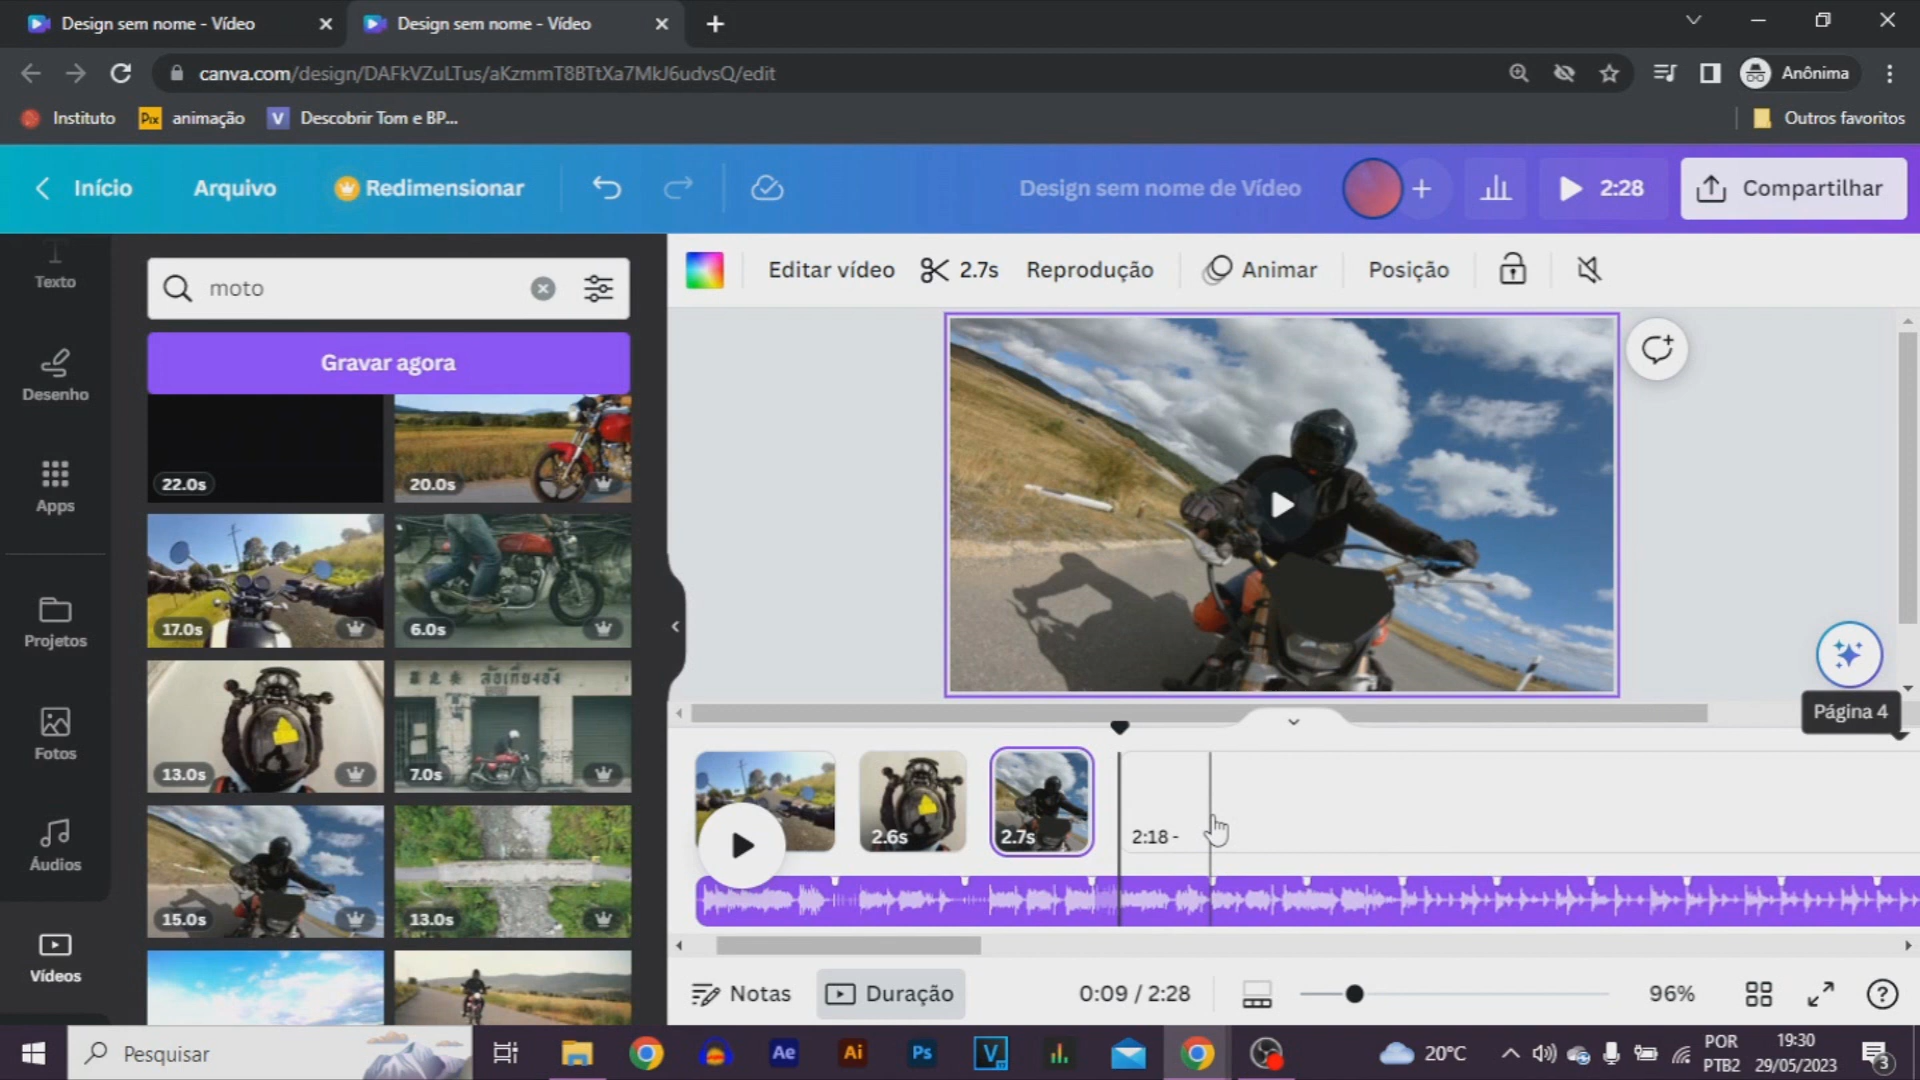 Design sem nome - Vídeo
Design sem nome - Vídeo
canva.com/design/DAFkVZuLTus/aKzmmT8BTtXa7MkJ6udvsQ/edit
Anônima
Instituto
Pix
animação
V
Descobrir Tom e BP...
Outros favoritos
Início
Arquivo
Redimensionar
Design sem nome de Vídeo
2:28
Compartilhar
Texto
moto
Editar vídeo
2.7s
Reprodução
Animar
Posição
Gravar agora
Desenho
22.0s
20.0s
Apps
17.0s
6.0s
Projetos
Fotos
13.0s
7.0s
Página 4
2.6s
2.7s
2:18 -
Áudios
15.0s
13.0s
Vídeos
Notas
Duração
0:09 / 2:28
96%
Pesquisar
Ae
Ai
Ps
V
20°C
POR
PTB2
19:30
29/05/2023
3